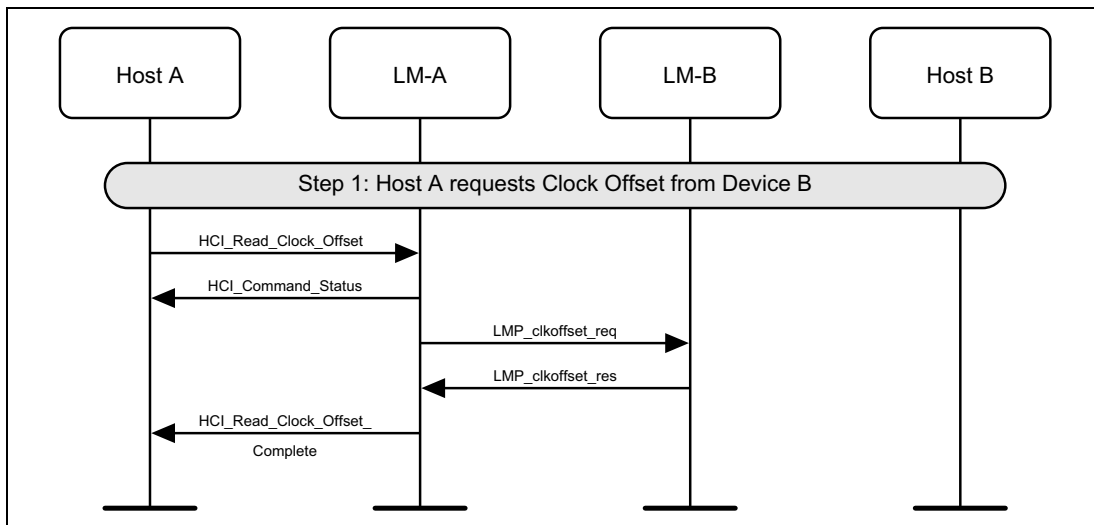 Host A
LM-A
LM-B
Host B
Step 1: Host A requests Clock Offset from Device B
HCI_Read_Clock_Offset
HCI_Command_Status
LMP_clkoffset_req
LMP_clkoffset_res
HCI_Read_Clock_Offset_
Complete